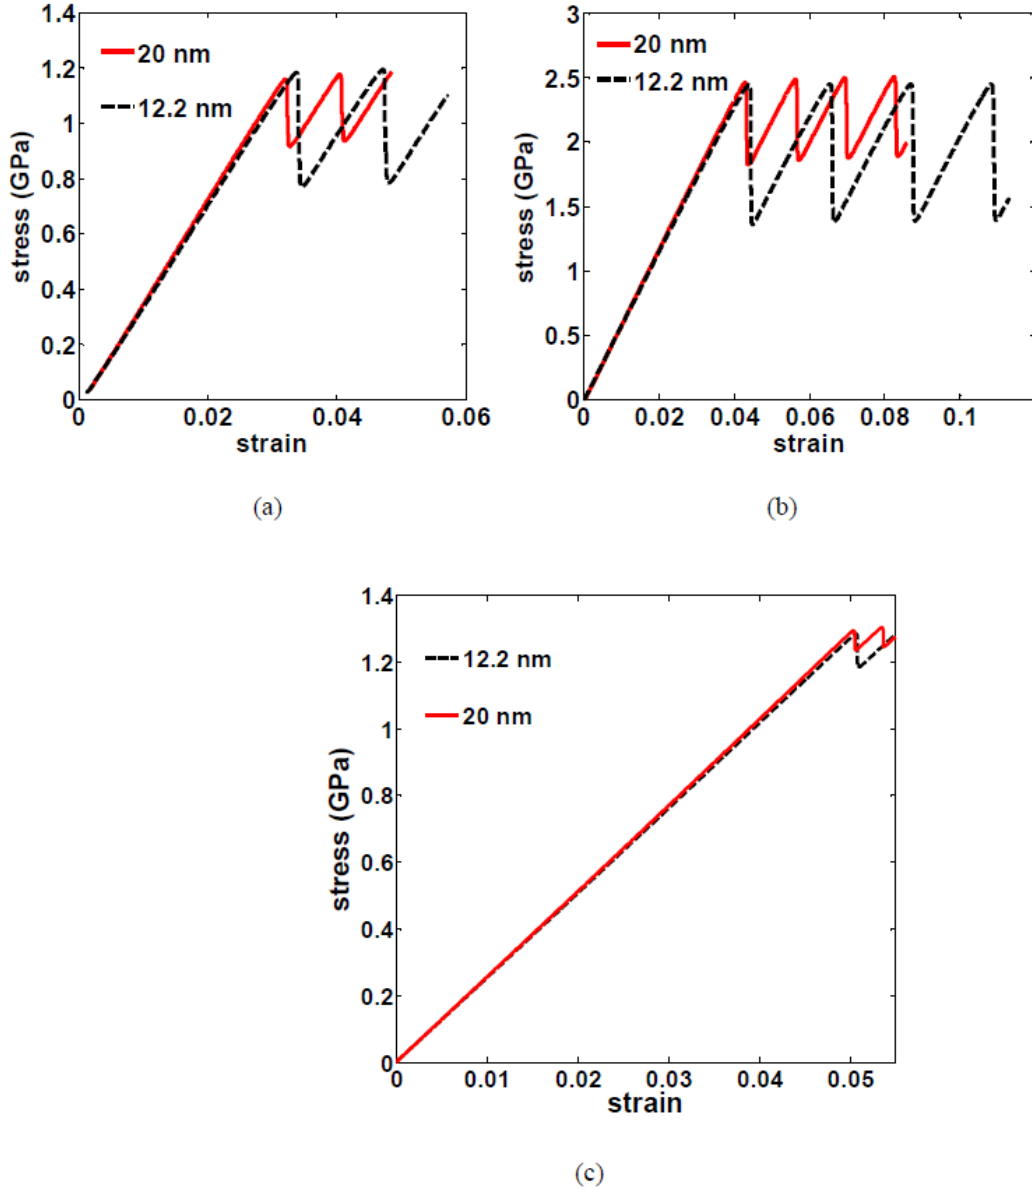 1.4
1.2
1
0.8
0.6
0.4
0.2
0
stress (GPa)
20 nm
12.2 nm
0 0.02 0.04 0.06
strain
(a)
3
2.5
2
1.5
1
0.5
0
stress (GPa)
20 nm
12.2 nm
0 0.02 0.04 0.06 0.08 0.1
strain
(b)
1.4
1.2
1
0.8
0.6
0.4
0.2
0
stress (GPa)
12.2 nm
20 nm
0 0.01 0.02 0.03 0.04 0.05
strain
(c)